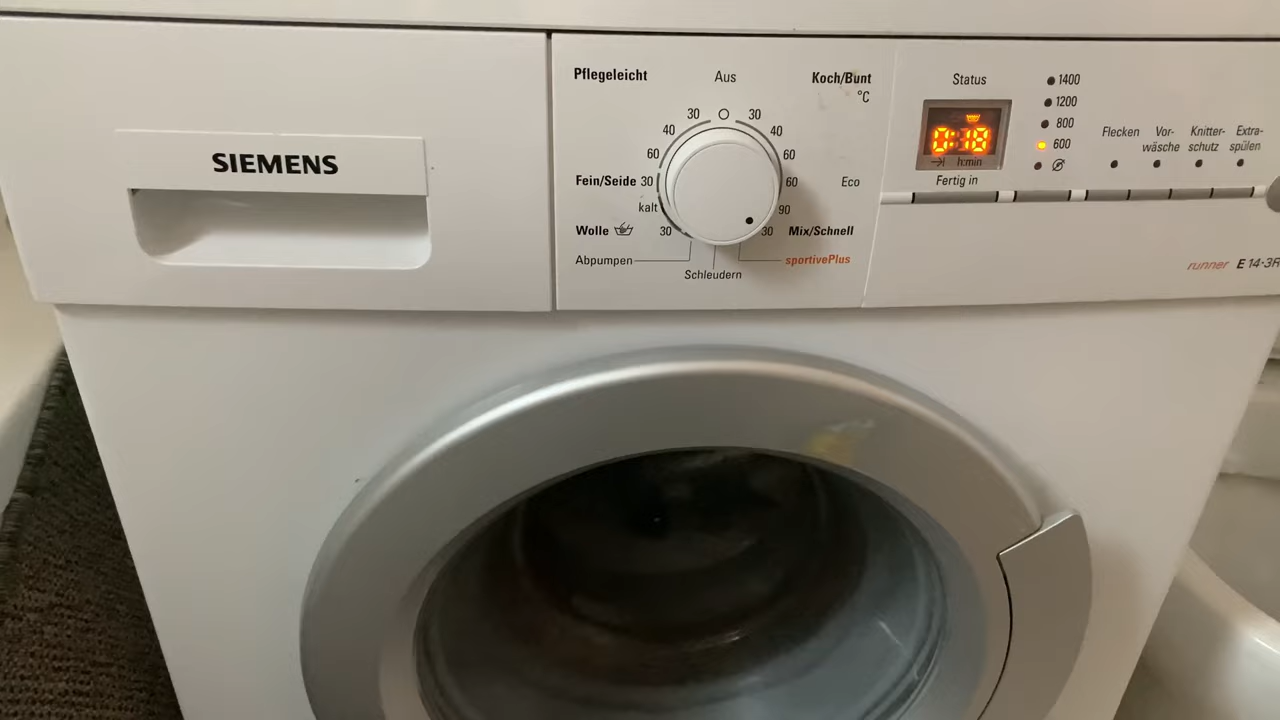 SIEMENS
Pflegeleicht
Aus
Koch/Bunt
°C
30
30
40
40
60
60
Fein/Seide 30
60
Eco
kalt
90
Wolle
30
30
Mix/Schnell
Abpumpen
Schleudern
sportivePlus
Status
0:18
h:min
Fertig in
1400
1200
800
600
Flecken
Vor-
wäsche
Knitter-
schutz
Extra-
spülen
runner E 14-3R